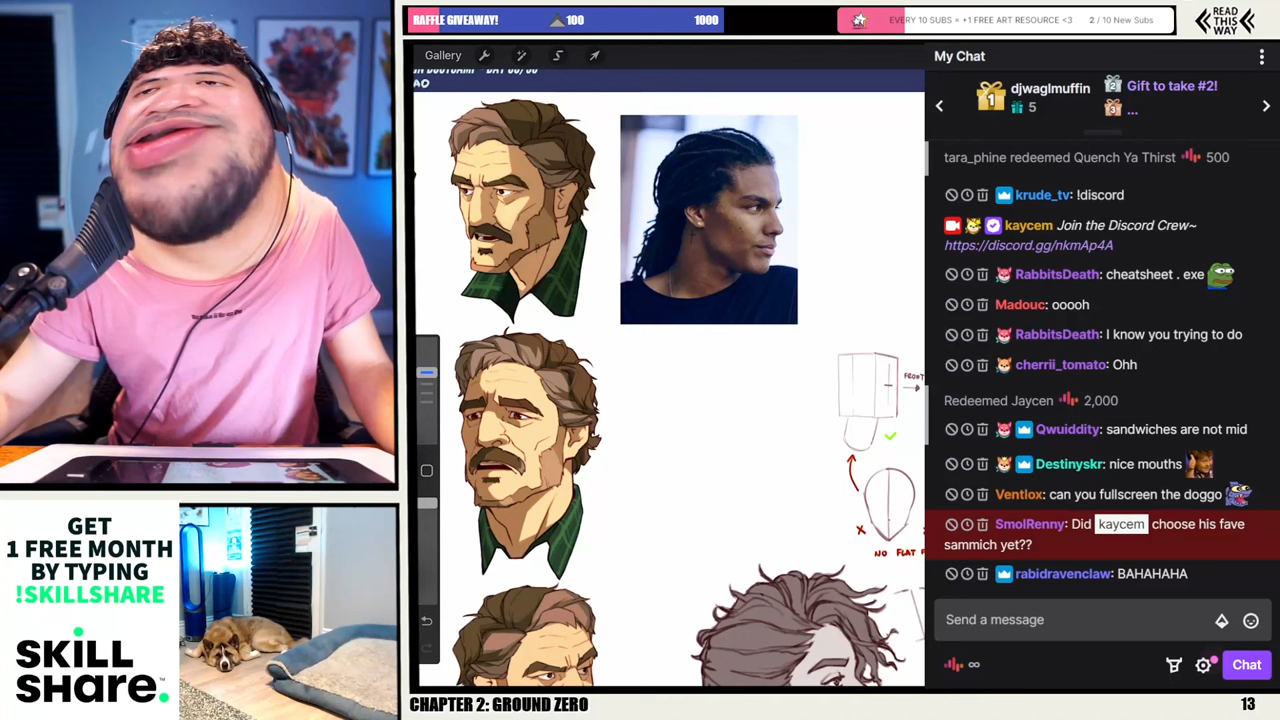 RAFFLE GIVEAWAY!
100
1000
EVERY 10 SUBS = +1 FREE ART RESOURCE <3
2 / 10 New Subs
READ
THIS
WAY
Gallery
AO
My Chat
1
djwaglmuffin
5
2
Gift to take #2!
3
...
tara_phine redeemed Quench Ya Thirst 500
krude_tv: !discord
kaycem Join the Discord Crew~
https://discord.gg/nkmAp4A
RabbitsDeath: cheatsheet . exe
Madouc: ooooh
RabbitsDeath: I know you trying to do
cherrii_tomato: Ohh
Redeemed Jaycen 2,000
Qwuiddity: sandwiches are not mid
Destinyskr: nice mouths
Ventlox: can you fullscreen the doggo
SmolRenny: Did kaycem choose his fave
sammich yet??
rabidravenclaw: BAHAHAHA
Send a message
∞
Chat
FRONT
X
NO FLAT
twitch
GET
1 FREE MONTH
BY TYPING
!SKILLSHARE
SKILL
SHare.
CHAPTER 2: GROUND ZERO
13